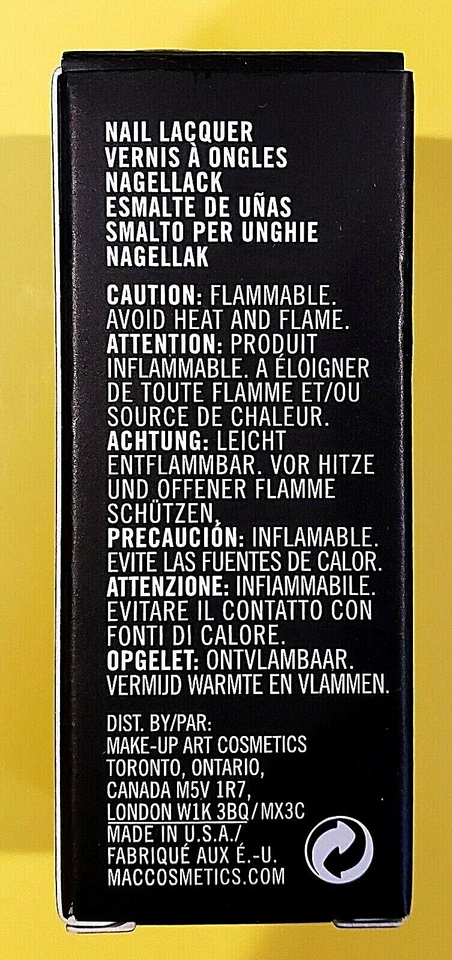 NAIL LACQUER
VERNIS À ONGLES
NAGELLACK
ESMALTE DE UÑAS
SMALTO PER UNGHIE
NAGELLAK
CAUTION: FLAMMABLE.
AVOID HEAT AND FLAME.
ATTENTION: PRODUIT
INFLAMMABLE. A ÉLOIGNER
DE TOUTE FLAMME ET/OU
SOURCE DE CHALEUR.
ACHTUNG: LEICHT
ENTFLAMMBAR. VOR HITZE
UND OFFENER FLAMME
SCHÜTZEN.
PRECAUCIÓN: INFLAMABLE.
EVITE LAS FUENTES DE CALOR.
ATTENZIONE: INFIAMMABILE.
EVITARE IL CONTATTO CON
FONTI DI CALORE.
OPGELET: ONTVLAMBAAR.
VERMIJD WARMTE EN VLAMMEN.
DIST. BY/PAR:
MAKE-UP ART COSMETICS
TORONTO, ONTARIO,
CANADA M5V 1R7,
LONDON W1K 3BQ/MX3C
MADE IN U.S.A./
FABRIQUÉ AUX É.-U.
MACCOSMETICS.COM